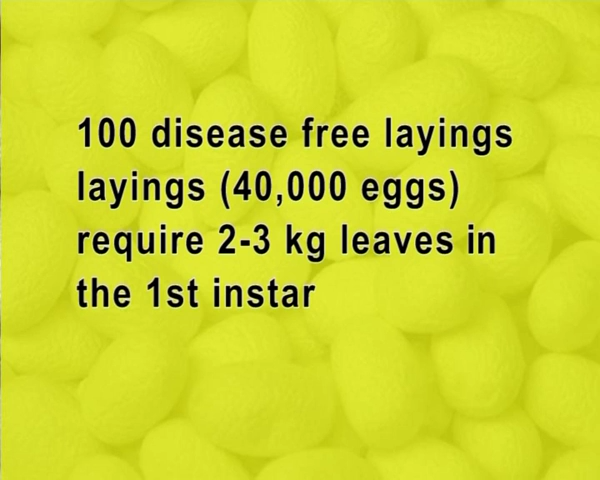 100 disease free layings
layings (40,000 eggs)
require 2-3 kg leaves in
the 1st instar